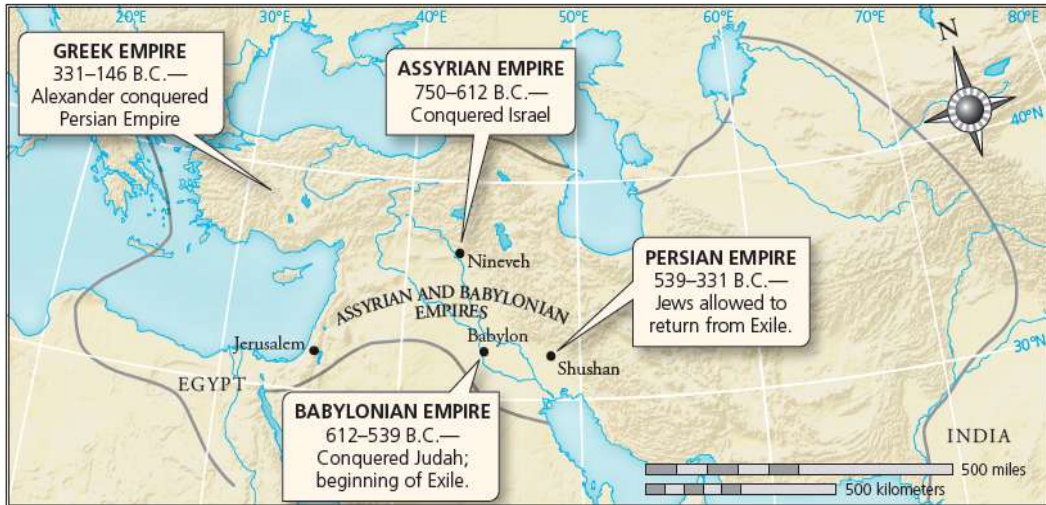 20°E
30°E
40°E
50°E
60°E
70°E
80°E
GREEK EMPIRE
331–146 B.C.—
Alexander conquered
Persian Empire
ASSYRIAN EMPIRE
750–612 B.C.—
Conquered Israel
N
40°N
Nineveh
PERSIAN EMPIRE
539–331 B.C.—
Jews allowed to
return from Exile.
ASSYRIAN AND BABYLONIAN
EMPIRES
Jerusalem
Babylon
Shushan
30°N
EGYPT
BABYLONIAN EMPIRE
612–539 B.C.—
Conquered Judah;
beginning of Exile.
INDIA
500 miles
500 kilometers